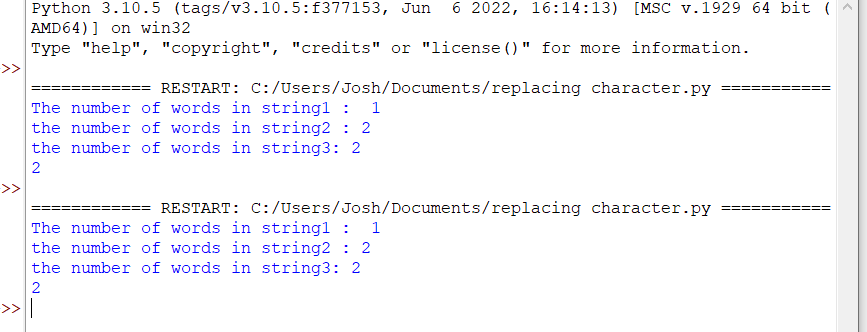 Python 3.10.5 (tags/v3.10.5:f377153, Jun  6 2022, 16:14:13) [MSC v.1929 64 bit (
AMD64)] on win32
Type "help", "copyright", "credits" or "license()" for more information.
>>
============ RESTART: C:/Users/Josh/Documents/replacing character.py ===========
The number of words in string1 :  1
the number of words in string2 : 2
the number of words in string3: 2
2
>>
============ RESTART: C:/Users/Josh/Documents/replacing character.py ===========
The number of words in string1 :  1
the number of words in string2 : 2
the number of words in string3: 2
2
>>